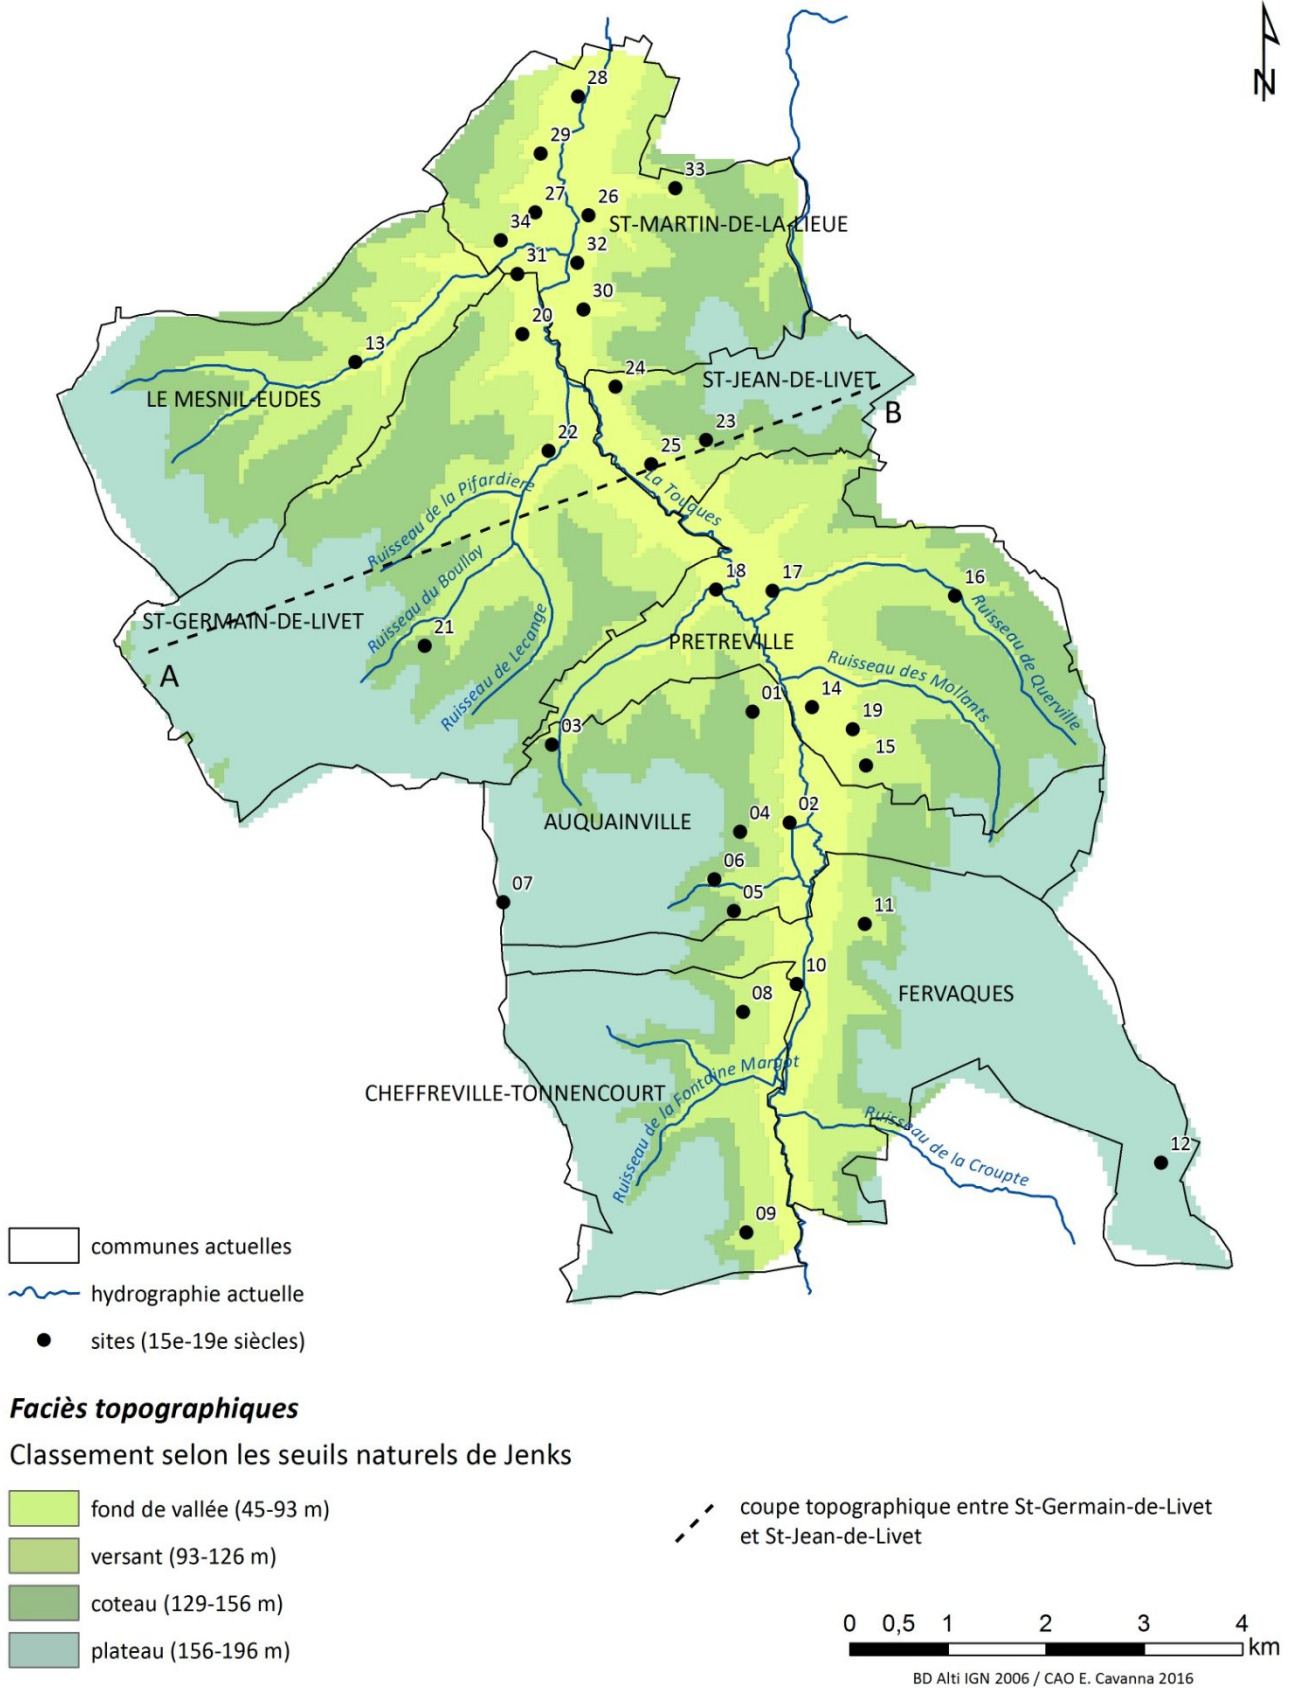 N
28
29
33
27
26
ST-MARTIN-DE-LA-LIEUE
34
32
31
30
20
13
24
ST-JEAN-DE-LIVET
LE MESNIL-EUDES
B
23
22
25
La Touques
Ruisseau de la Pifardiere
18
17
16
Ruisseau du Boullay
ST-GERMAIN-DE-LIVET
21
A
Ruisseau de Lecange
PRETREVILLE
Ruisseau de Querville
Ruisseau des Mollants
01
14
19
03
15
AUQUAINVILLE
04
02
06
07
05
11
10
FERVAQUES
08
CHEFFREVILLE-TONNENCOURT
Ruisseau de la Fontaine Margot
Ruisseau de la Croupte
12
09
communes actuelles
hydrographie actuelle
sites (15e-19e siècles)
Faciès topographiques
Classement selon les seuils naturels de Jenks
fond de vallée (45-93 m)
versant (93-126 m)
coteau (129-156 m)
plateau (156-196 m)
coupe topographique entre St-Germain-de-Livet
et St-Jean-de-Livet
0 0,5 1 2 3 4
km
BD Alti IGN 2006 / CAO E. Cavanna 2016